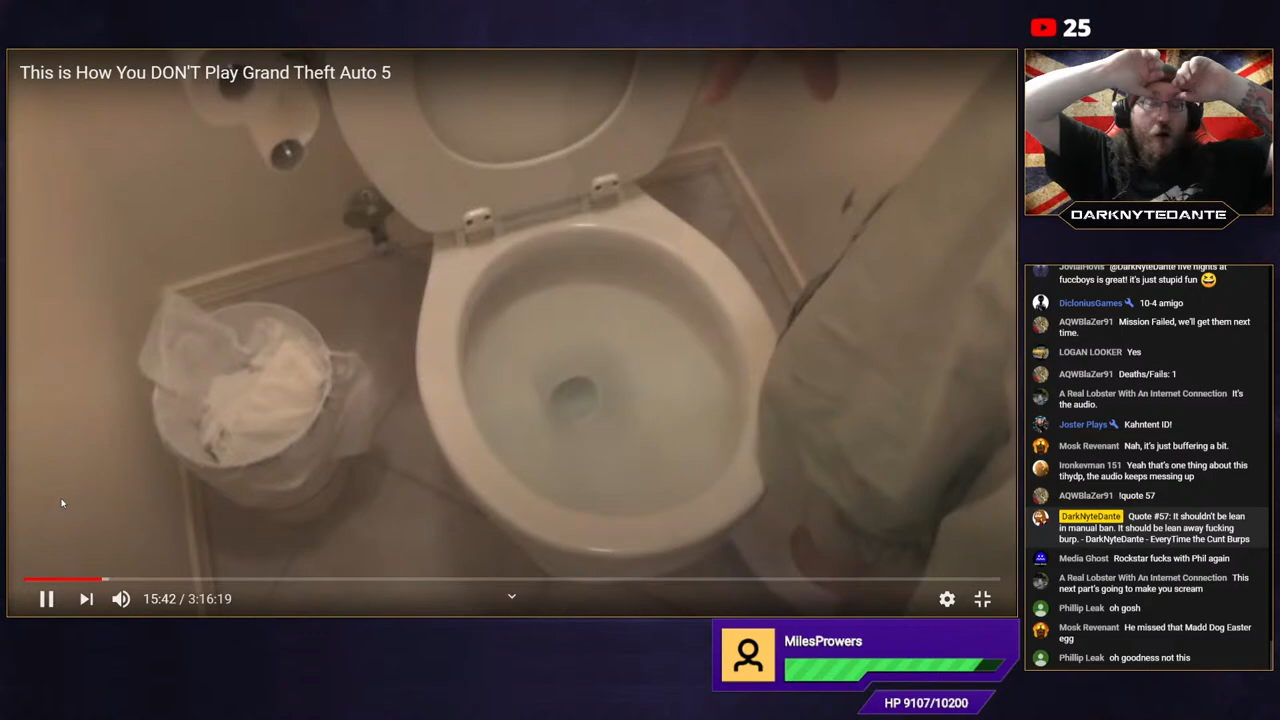 25
This is How You DON'T Play Grand Theft Auto 5
DARKNYTEDANTE
JovialHovis @DarkNyteDante five nights at
fuccboys is great! it's just stupid fun
DicloniusGames 10-4 amigo
AQWBlaZer91 Mission Failed, we'll get them next
time.
LOGAN LOOKER Yes
AQWBlaZer91 Deaths/Fails: 1
A Real Lobster With An Internet Connection It's
the audio.
Joster Plays Kahntent ID!
Mosk Revenant Nah, it's just buffering a bit.
Ironkevman 151 Yeah that's one thing about this
tihydp, the audio keeps messing up
AQWBlaZer91 !quote 57
DarkNyteDante Quote #57: It shouldn't be lean
in manual ban. It should be lean away fucking
burp. - DarkNyteDante - EveryTime the Cunt Burps
Media Ghost Rockstar fucks with Phil again
A Real Lobster With An Internet Connection This
next part's going to make you scream
Phillip Leak oh gosh
Mosk Revenant He missed that Madd Dog Easter
egg
Phillip Leak oh goodness not this
15:42 / 3:16:19
MilesProwers
HP 9107/10200